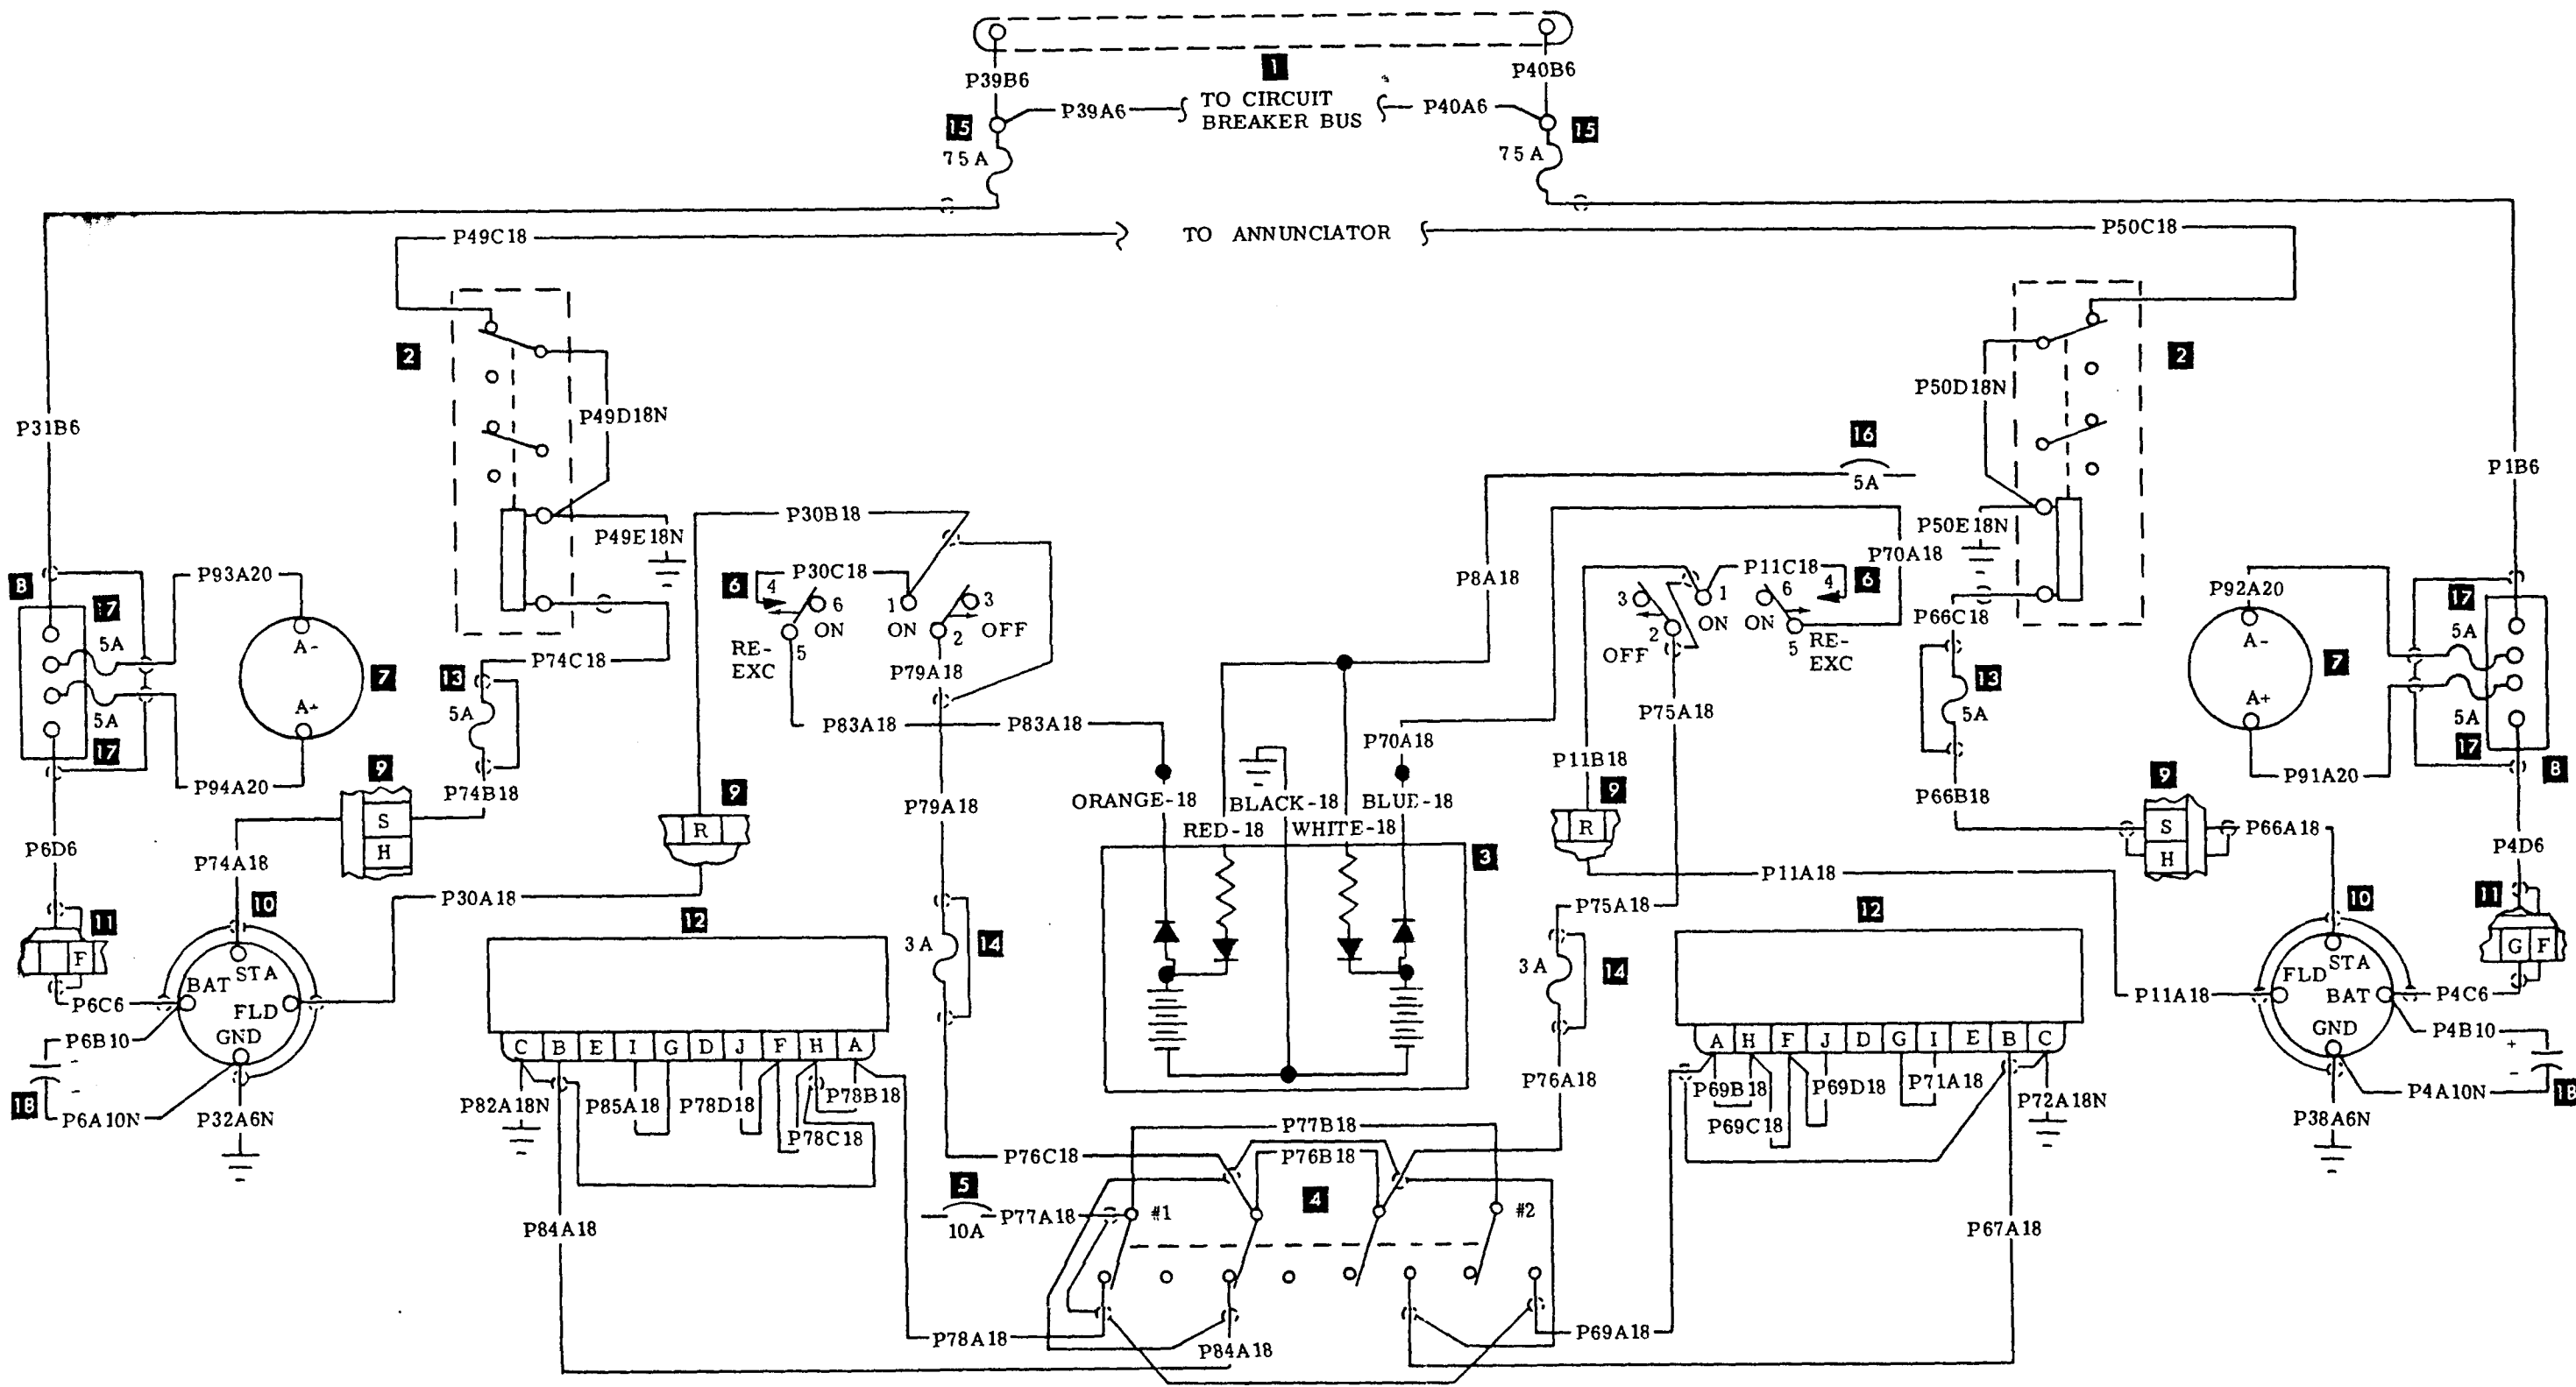 P39B6
P40B6
1
TO CIRCUIT
BREAKER BUS
P39A6
P40A6
15
15
75A
75A
P49C18
TO ANNUNCIATOR
P50C18
2
2
P49D18N
P50D18N
P31B6
16
5A
P1B6
P30B18
P49E18N
P50E18N
P70A18
P8A18
8
17
P93A20
5A
A-
A+
7
5A
17
P94A20
6
4
P30C18
6
ON
5
RE-
EXC
1
ON
3
2
OFF
P79A18
3
2
OFF
1
ON
P11C18
6
ON
4
6
5
RE-
EXC
P66C18
P92A20
17
5A
A-
A+
7
5A
17
P91A20
8
P74C18
13
5A
P74B18
P83A18
P83A18
P75A18
P70A18
13
5A
P66B18
9
S
H
9
R
P79A18
ORANGE-18
BLACK-18
BLUE-18
RED-18
WHITE-18
3
P11B18
9
R
9
S
H
P66A18
P6D6
P74A18
P30A18
P11A18
P4D6
11
F
10
STA
BAT
FLD
GND
P6C6
P6B10
18
-
-
P6A10N
P32A6N
12
C B E I G D J F H A
P82A18N
P85A18
P78D18
P78C18
P78B18
3A
14
P75A18
3A
14
P76A18
12
A H F J D G I E B C
P69B18
P69C18
P69D18
P71A18
P72A18N
P11A18
10
STA
FLD
BAT
GND
11
G F
P4C6
P4B10
+
-
18
P4A10N
P38A6N
P77B18
P76C18
P76B18
5
10A
P77A18
#1
4
#2
P84A18
P67A18
P78A18
P84A18
P69A18